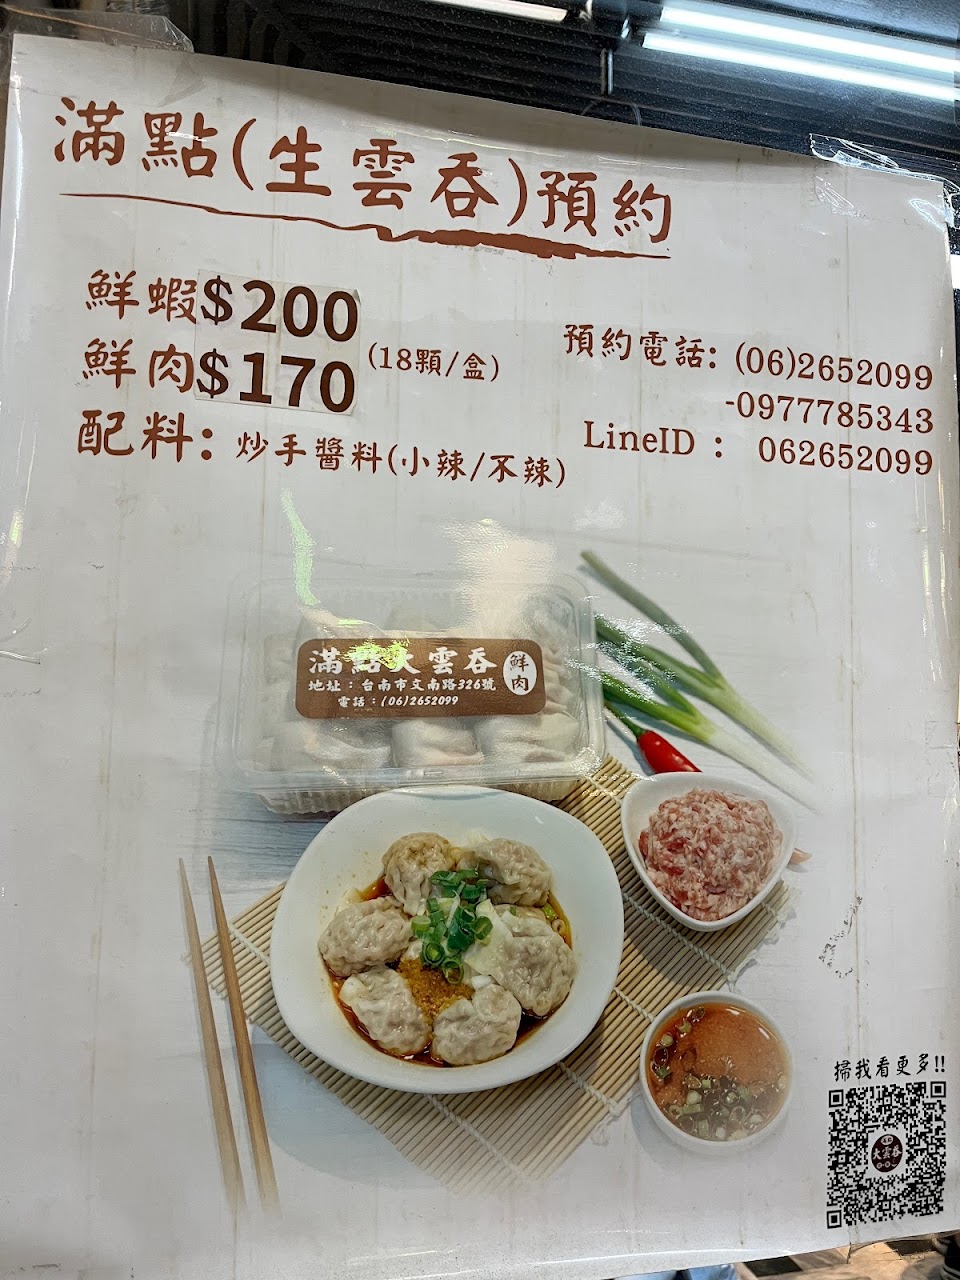 滿點(生雲吞)預約
鮮蝦$200
鮮肉$170
(18顆/盒)
配料: 炒手醬料(小辣/不辣)
預約電話: (06)2652099
-0977785343
LineID : 062652099
滿點大雲吞
鮮肉
地址:台南市文南路326號
電話:(06)2652099
掃我看更多!!
大雲吞